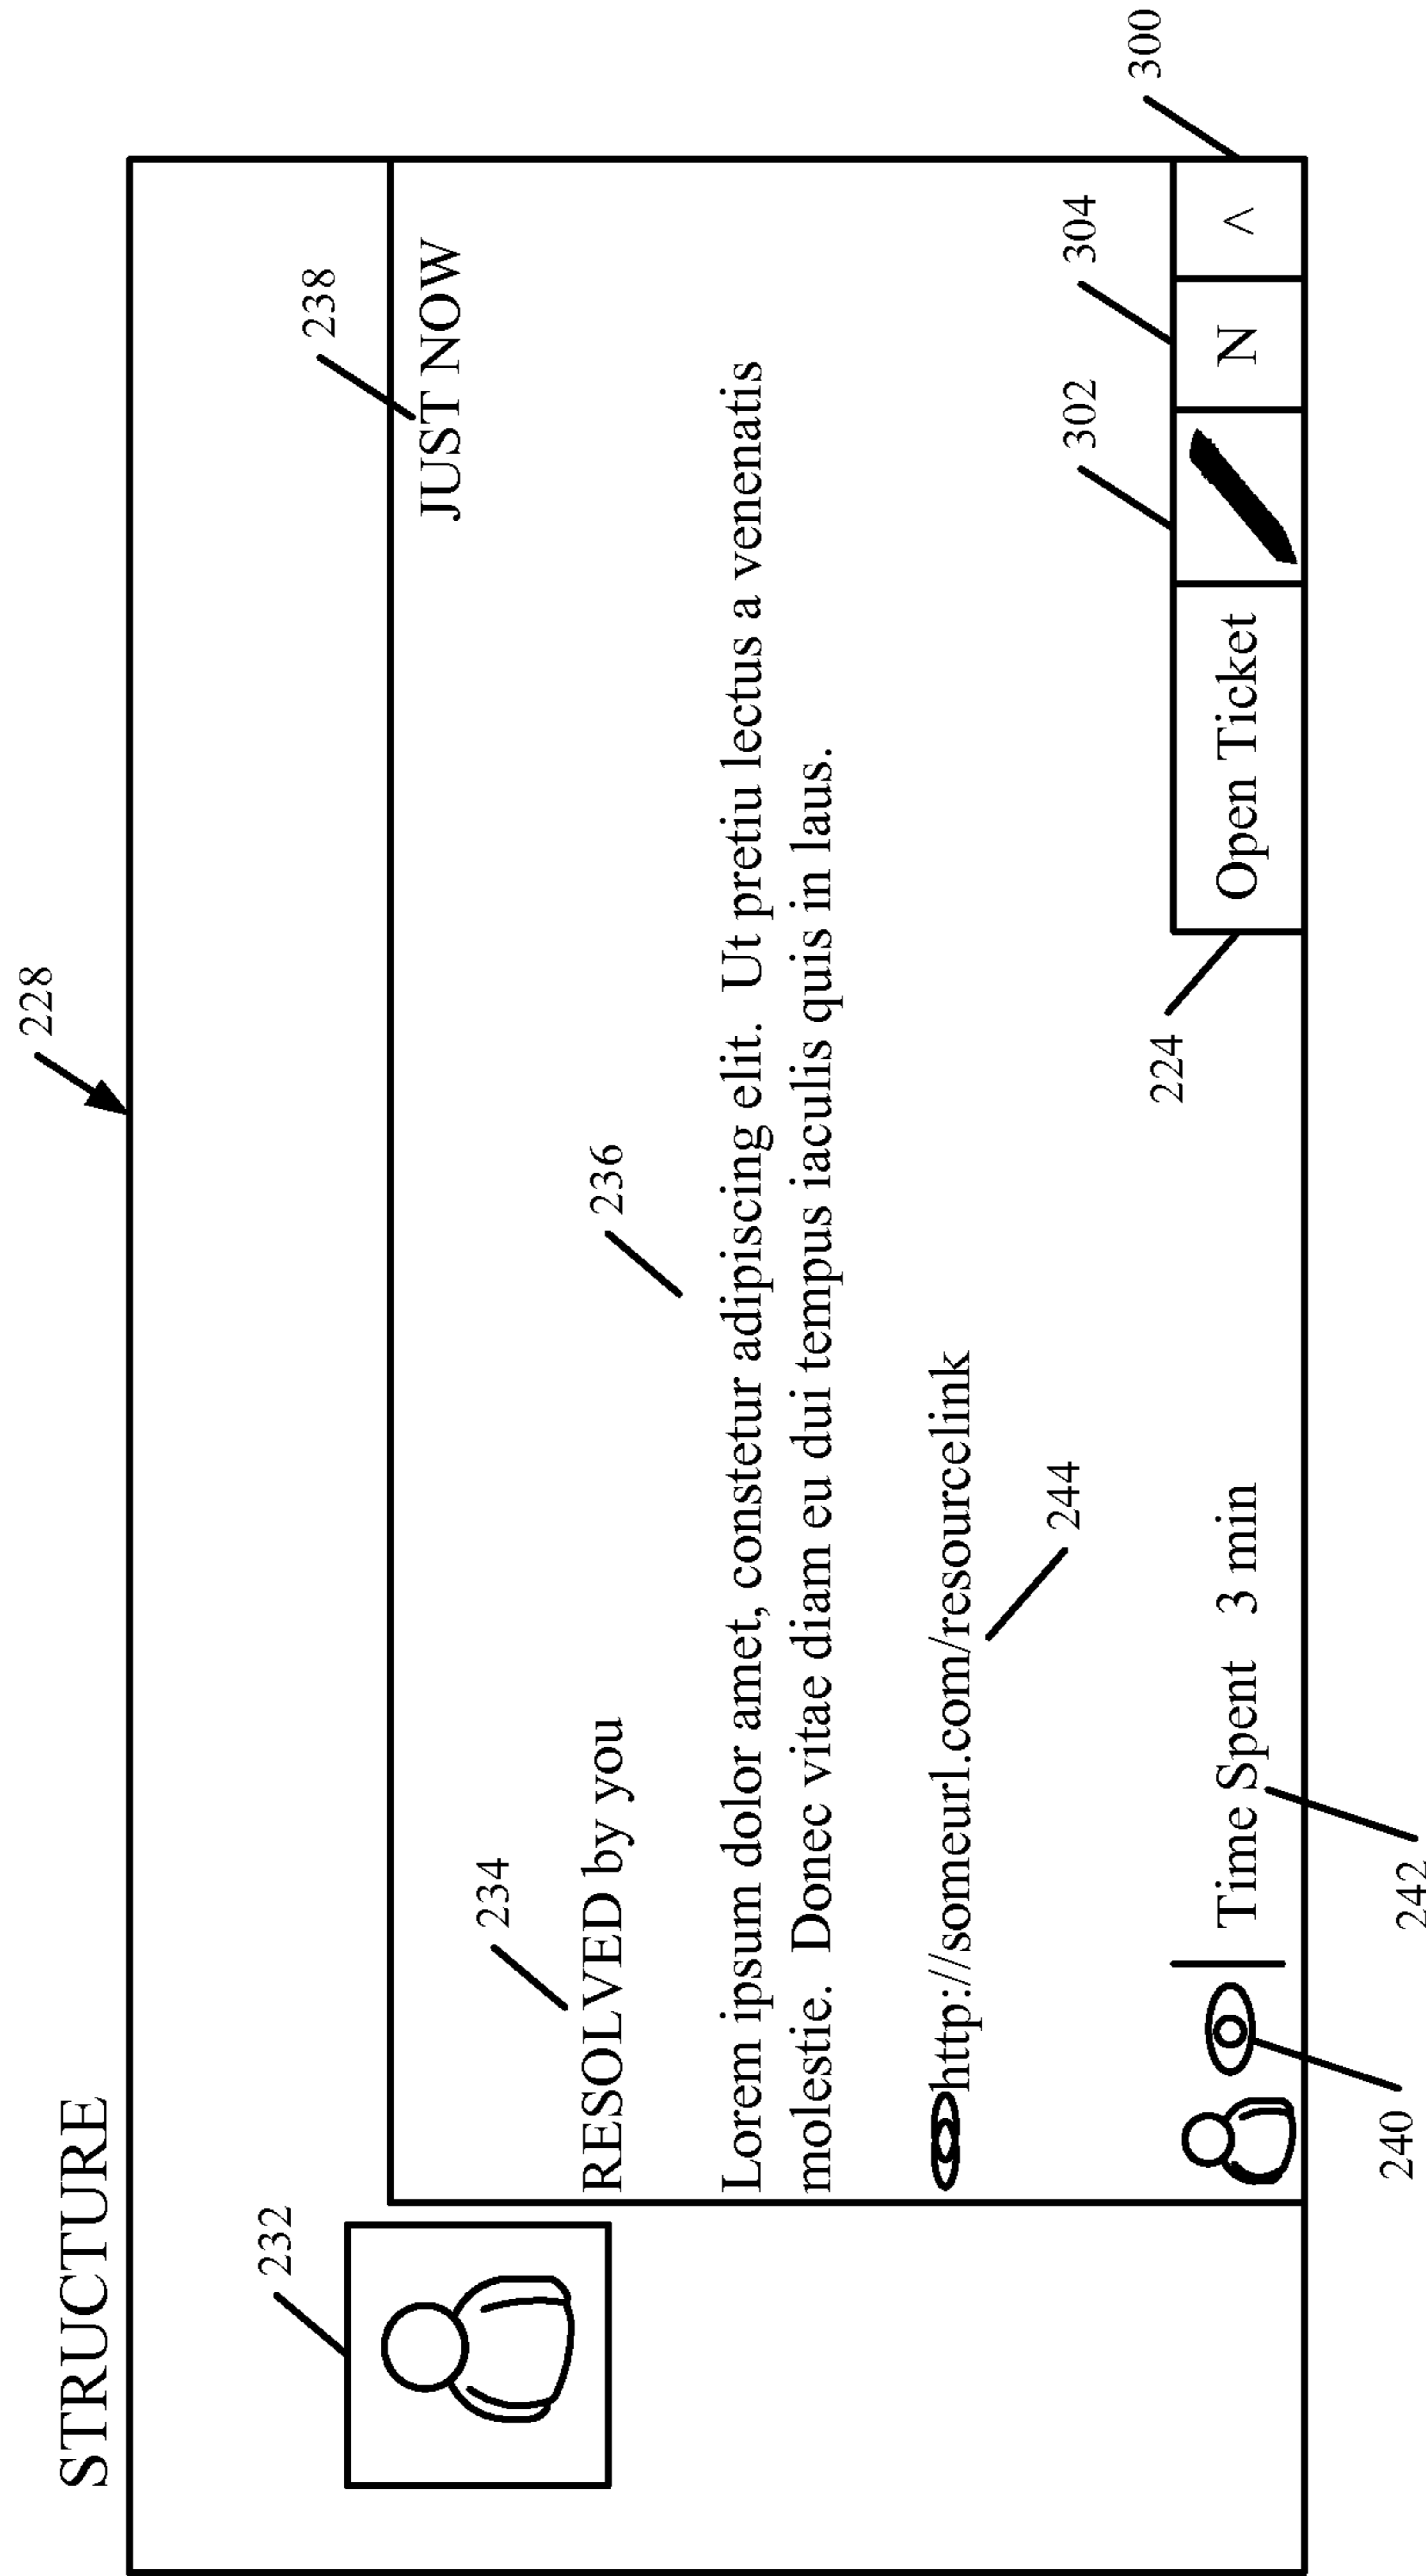 STRUCTURE
228
232
238
JUST NOW
234
RESOLVED by you
236
Lorem ipsum dolor amet, constetur adipiscing elit. Ut pretiu lectus a venenatis
molestie. Donec vitae diam eu dui tempus iaculis quis in laus.
http://someurl.com/resourcelink
244
302
304
300
224
Time Spent 3 min
Open Ticket
N
^
240
242